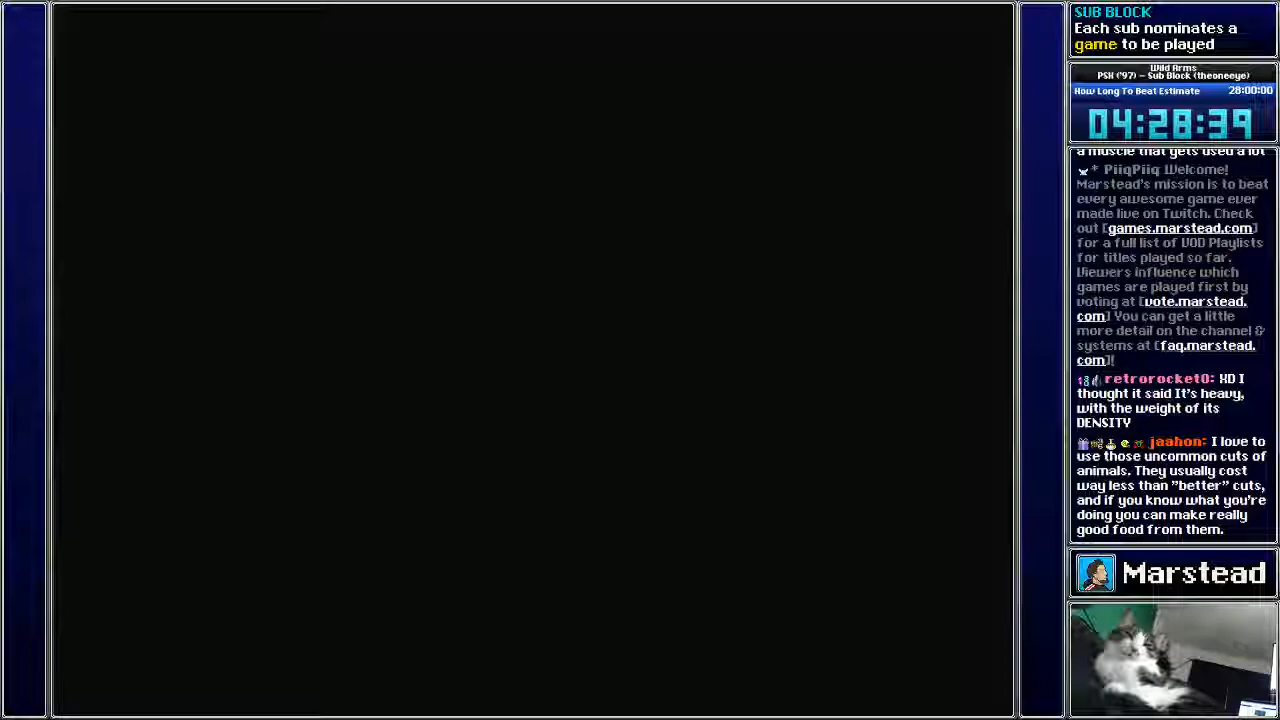 SUB BLOCK
Each sub nominates a
game to be played
Wild Arms
PSX ('97) – Sub Block (theoneeye)
How Long To Beat Estimate 28:00:00
04:28:39
a muscle that gets used a lot
* PiiqPiiq Welcome!
Marstead's mission is to beat
every awesome game ever
made live on Twitch. Check
out [games.marstead.com]
for a full list of VOD Playlists
for titles played so far.
Viewers influence which
games are played first by
voting at [vote.marstead.
com] You can get a little
more detail on the channel &
systems at [faq.marstead.
com]!
retrorocket0: XD I
thought it said It's heavy,
with the weight of its
DENSITY
jaahon: I love to
use those uncommon cuts of
animals. They usually cost
way less than "better" cuts,
and if you know what you're
doing you can make really
good food from them.
Marstead